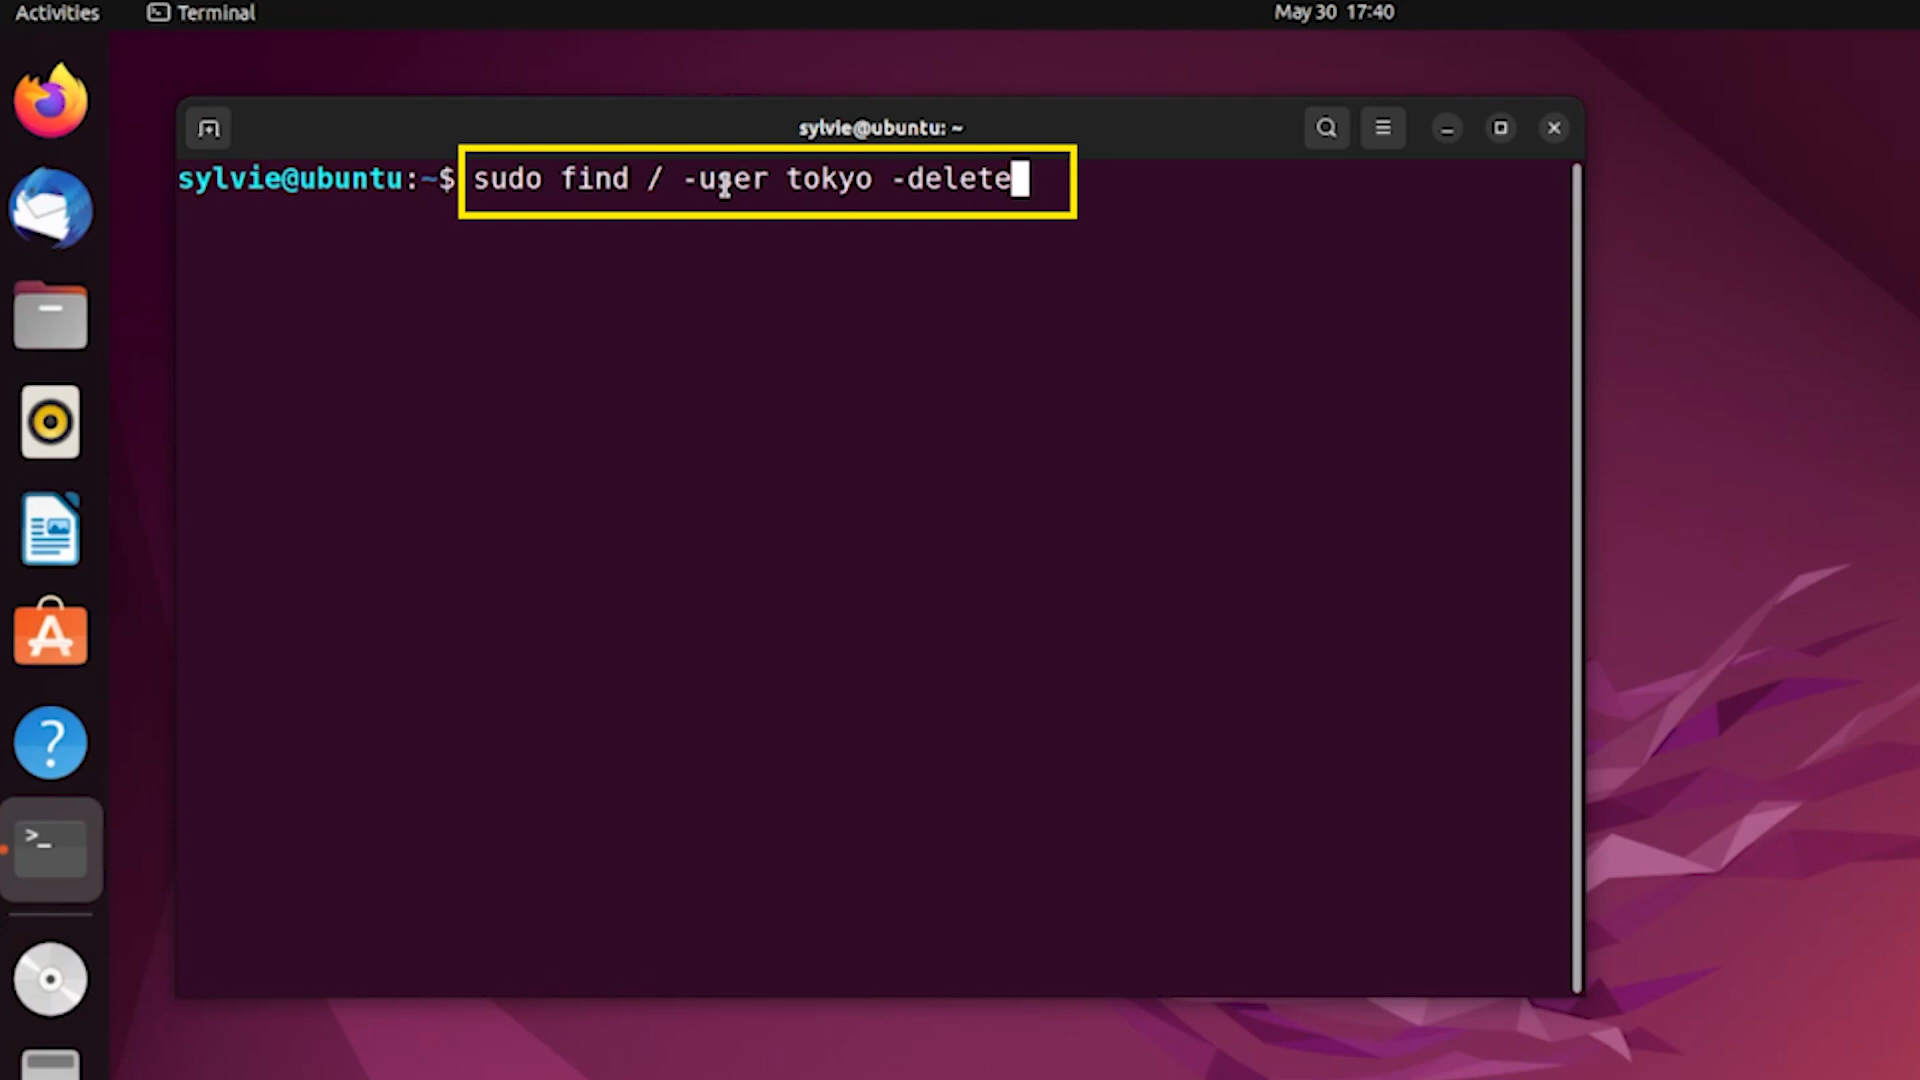 Activities
Terminal
May 30 17:40
sylvie@ubuntu: ~
sylvie@ubuntu:~$ sudo find / -user tokyo -delete